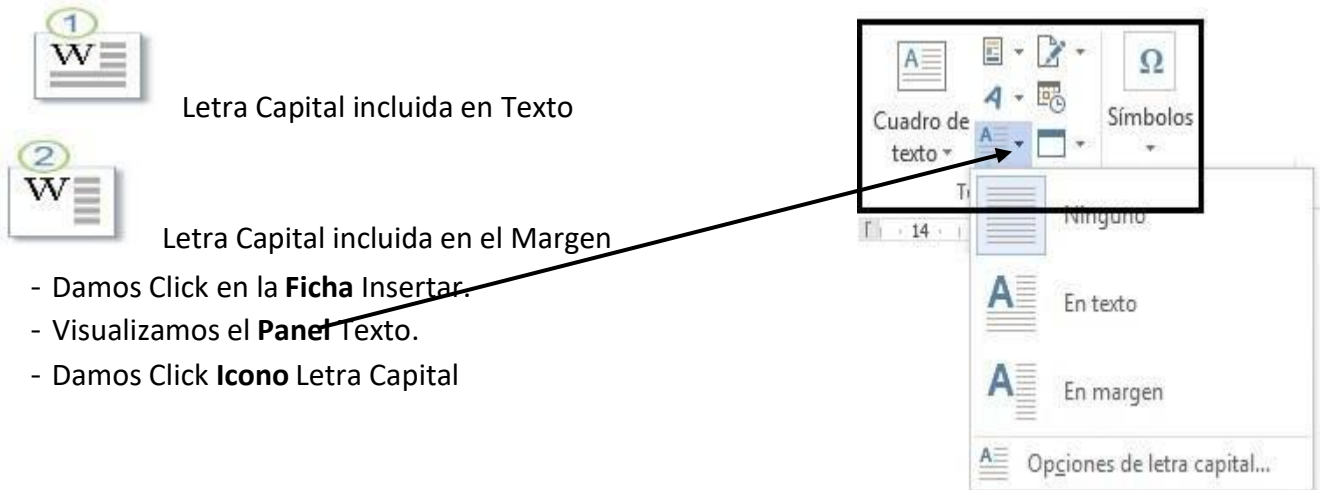 1
W
Letra Capital incluida en Texto
2
W
Letra Capital incluida en el Margen
- Damos Click en la Ficha Insertar.
- Visualizamos el Panel Texto.
- Damos Click Icono Letra Capital
A
Cuadro de
texto
A
A
Ω
Símbolos
14
Ninguno
A
En texto
A
En margen
A
Opciones de letra capital...